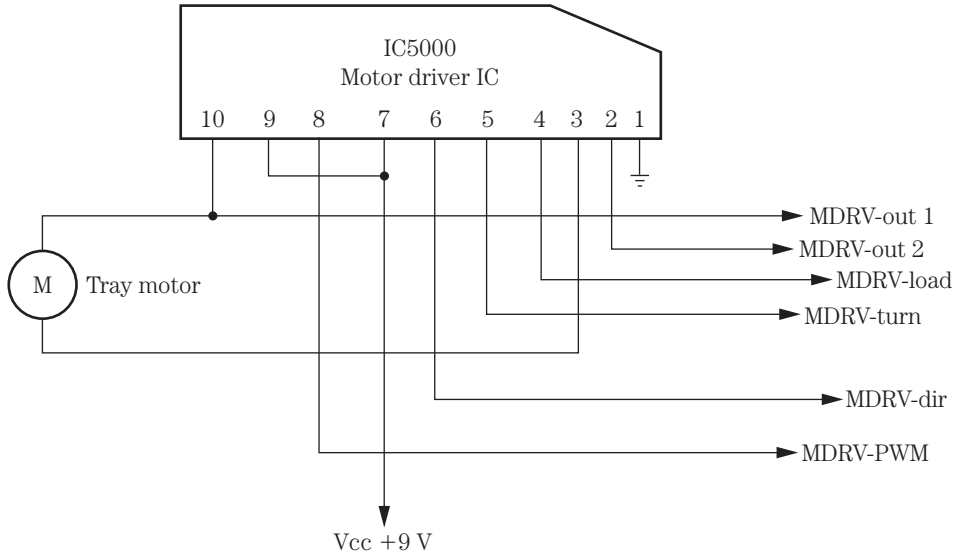 IC5000
Motor driver IC
10 9 8 7 6 5 4 3 2 1
MDRV-out 1
MDRV-out 2
MDRV-load
M Tray motor
MDRV-turn
MDRV-dir
MDRV-PWM
Vcc +9 V